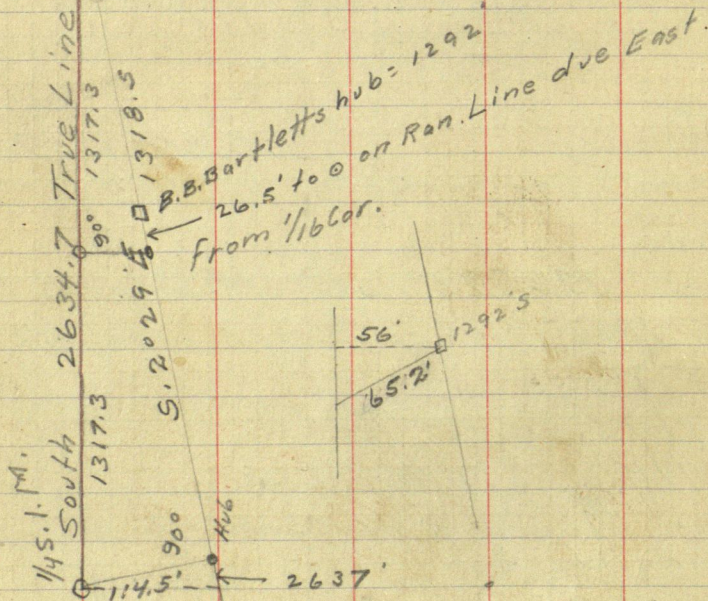 1/4 S.I.M.
South 2634.7 True Line
1317.3
1317.3
90°
1318.5
S. 2° 29' E
B.B. Bartletts hub = 1292'
26.5' to ⊙ on Ran. Line due East
from 1/16 Cor.
56'
65.2'
1292's
90°
Hub
114.5'
2637'